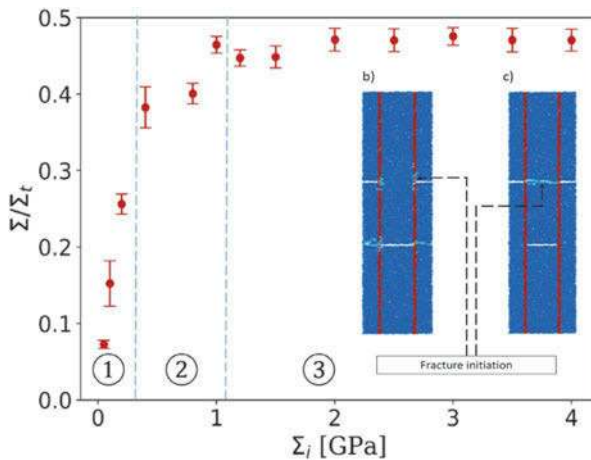 0.5
0.4
0.3
0.2
0.1
0.0
Σ/Σt
b)
c)
Fracture initiation
① ② ③
0 1 2 3 4
Σi [GPa]